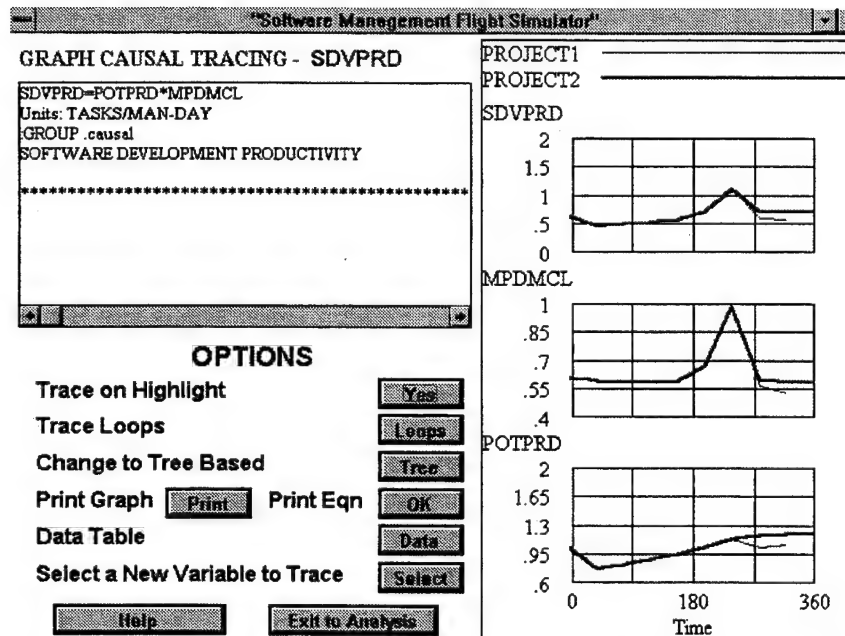 "Software Management Flight Simulator"
GRAPH CAUSAL TRACING - SDVPRD
SDVPRD=POTPRD*MPDMCL
Units: TASKS/MAN-DAY
:GROUP .causal
SOFTWARE DEVELOPMENT PRODUCTIVITY
************************************************
OPTIONS
Trace on Highlight Yes
Trace Loops Loops
Change to Tree Based Tree
Print Graph Print Print Eqn OK
Data Table Data
Select a New Variable to Trace Select
Help Exit to Analysis
PROJECT1
PROJECT2
SDVPRD
2
1.5
1
.5
0
MPDMCL
1
.85
.7
.55
.4
POTPRD
2
1.65
1.3
.95
.6
0 180 360
Time